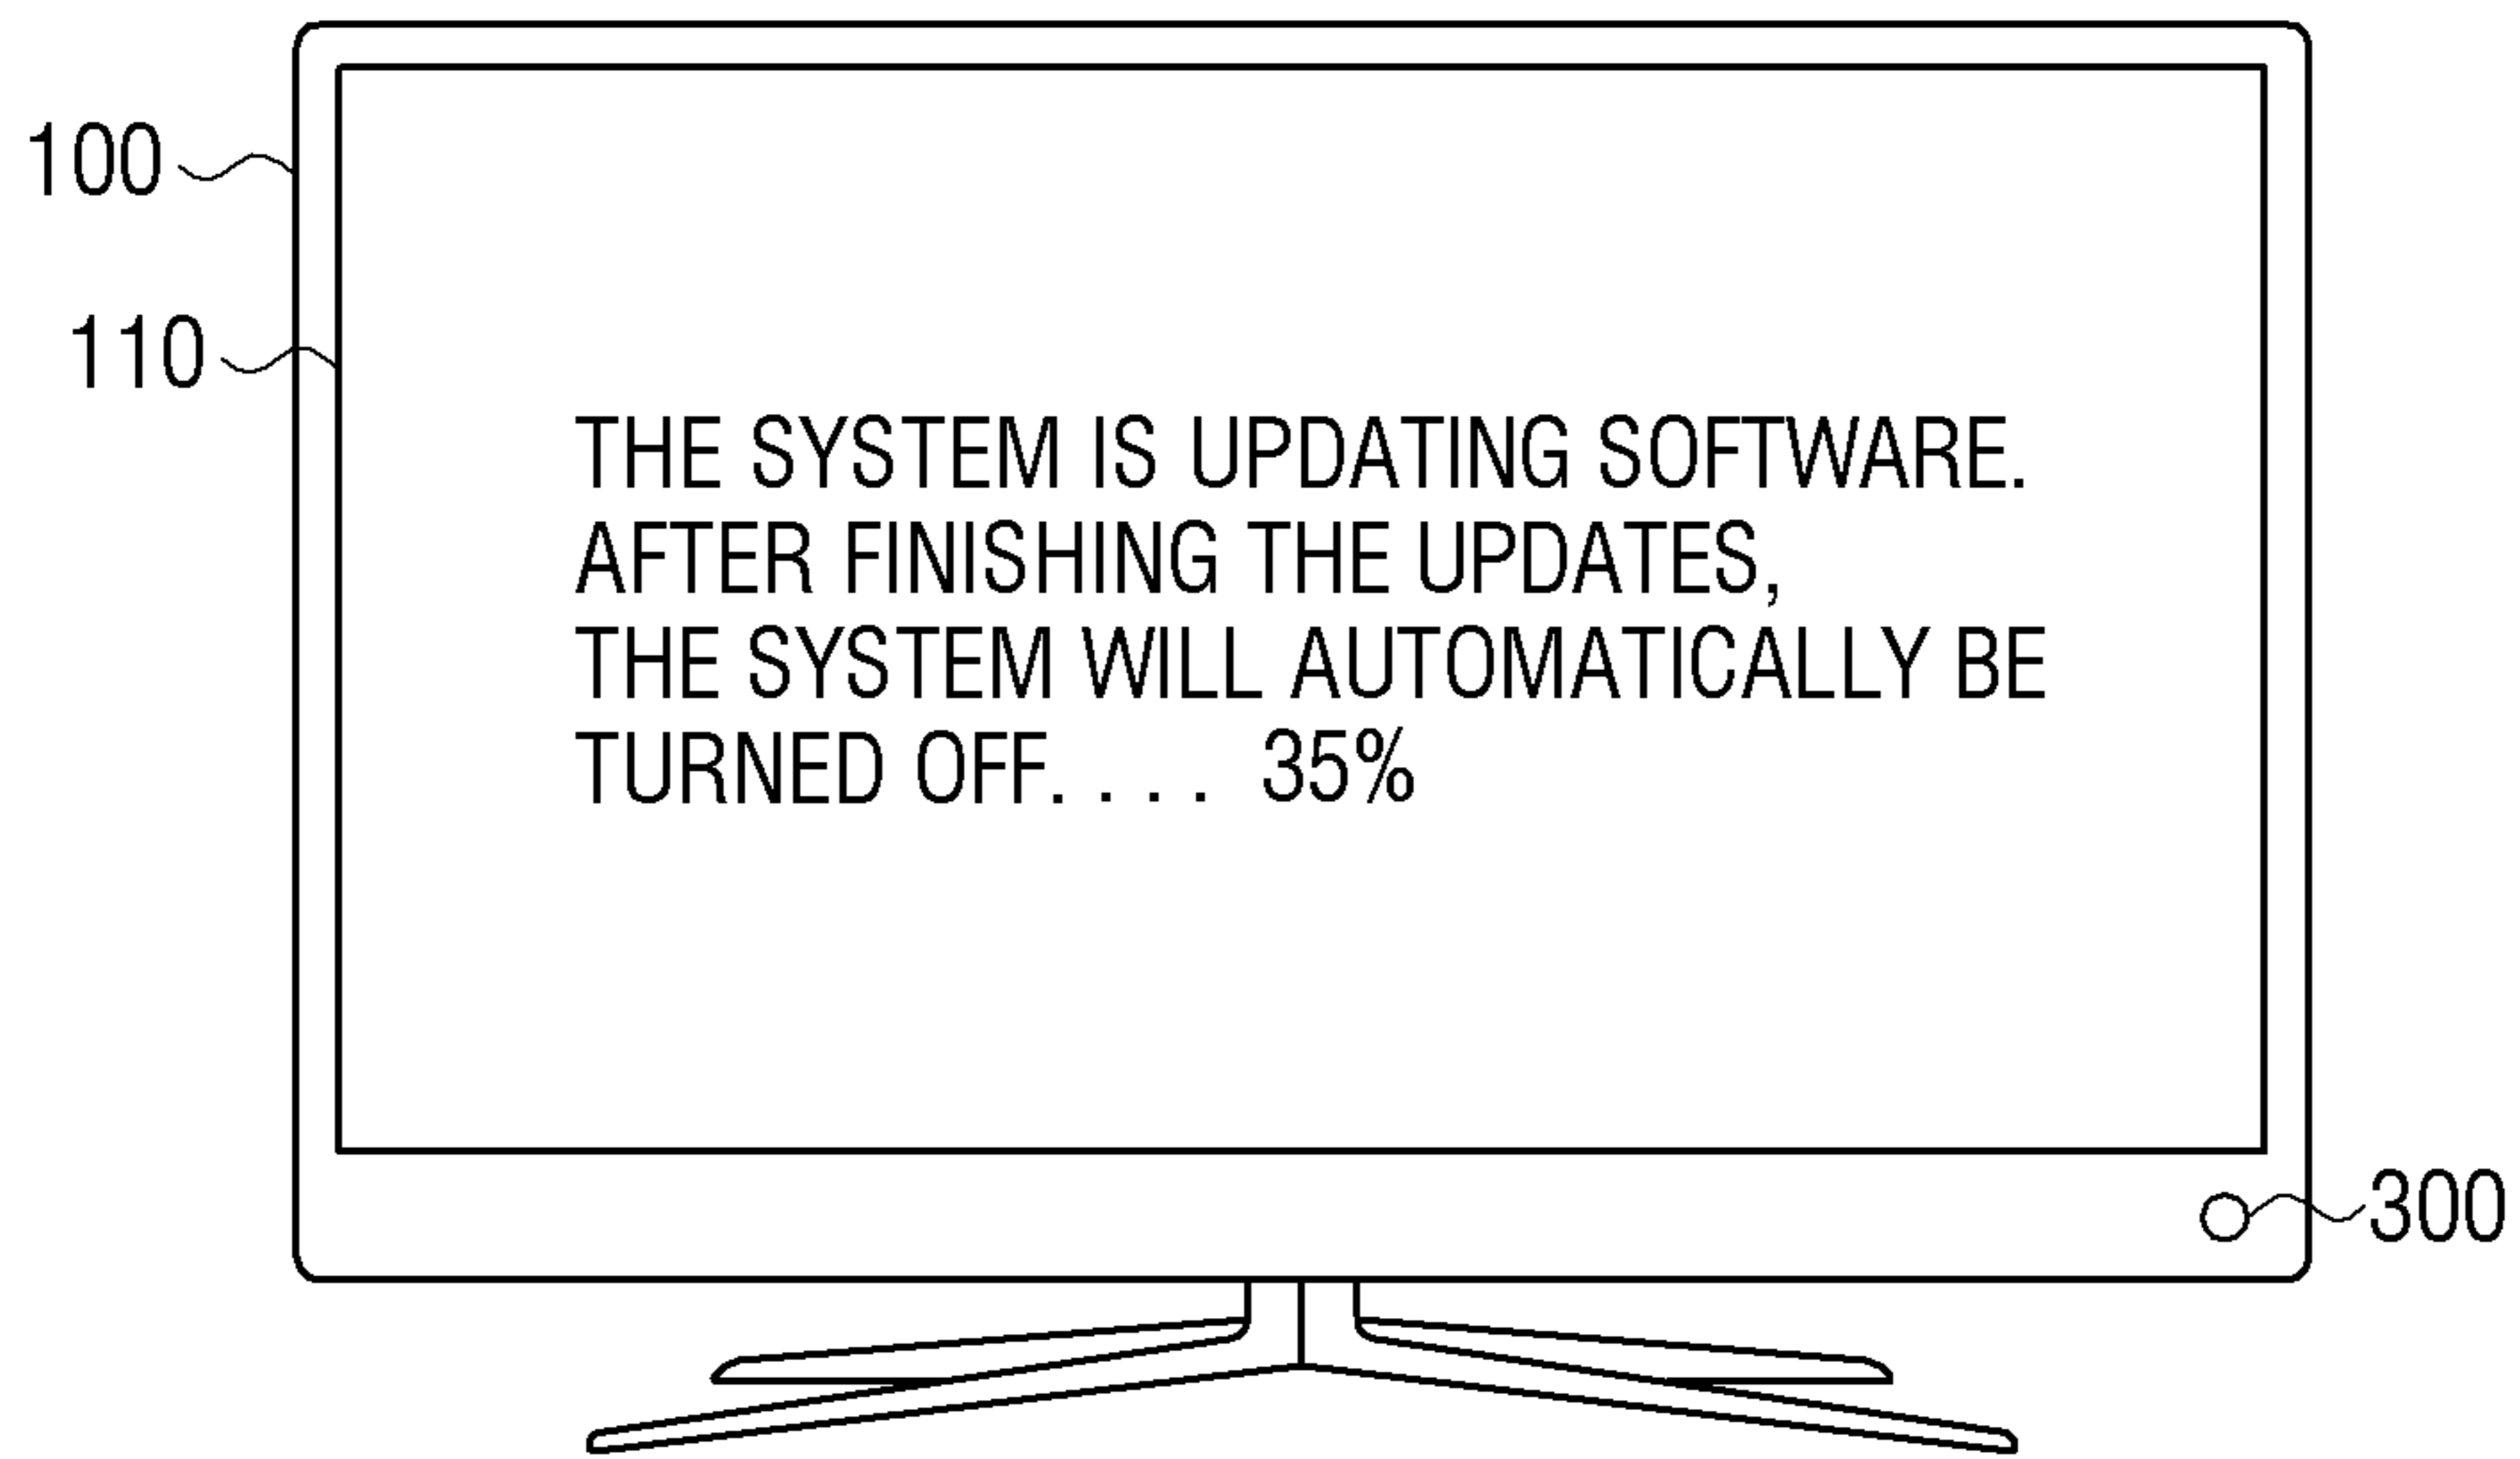 100
110
THE SYSTEM IS UPDATING SOFTWARE.
AFTER FINISHING THE UPDATES,
THE SYSTEM WILL AUTOMATICALLY BE
TURNED OFF. . . . 35%
300